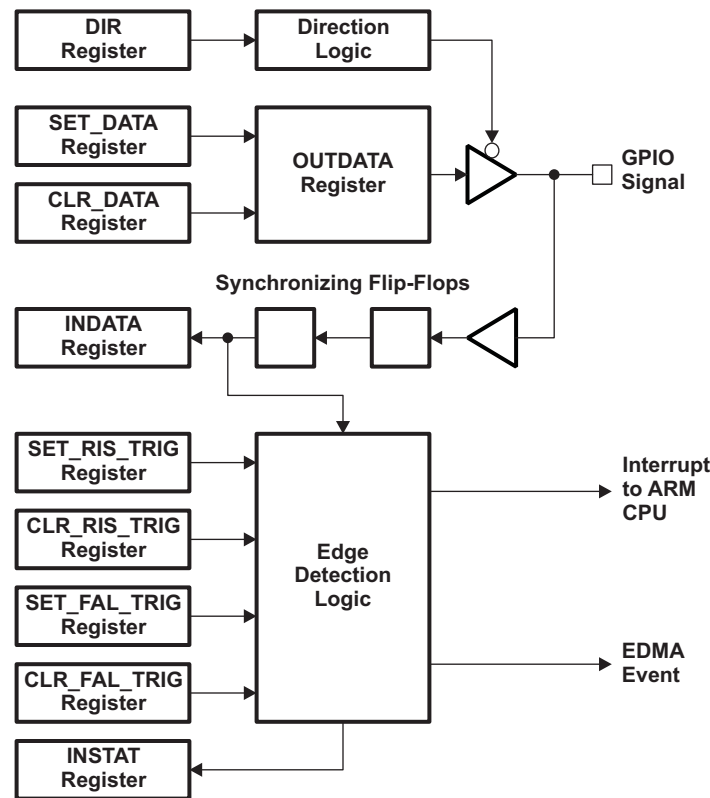 DIR
Register
Direction
Logic
SET_DATA
Register
OUTDATA
Register
GPIO
Signal
CLR_DATA
Register
Synchronizing Flip-Flops
INDATA
Register
SET_RIS_TRIG
Register
CLR_RIS_TRIG
Register
SET_FAL_TRIG
Register
CLR_FAL_TRIG
Register
Edge
Detection
Logic
Interrupt
to ARM
CPU
EDMA
Event
INSTAT
Register